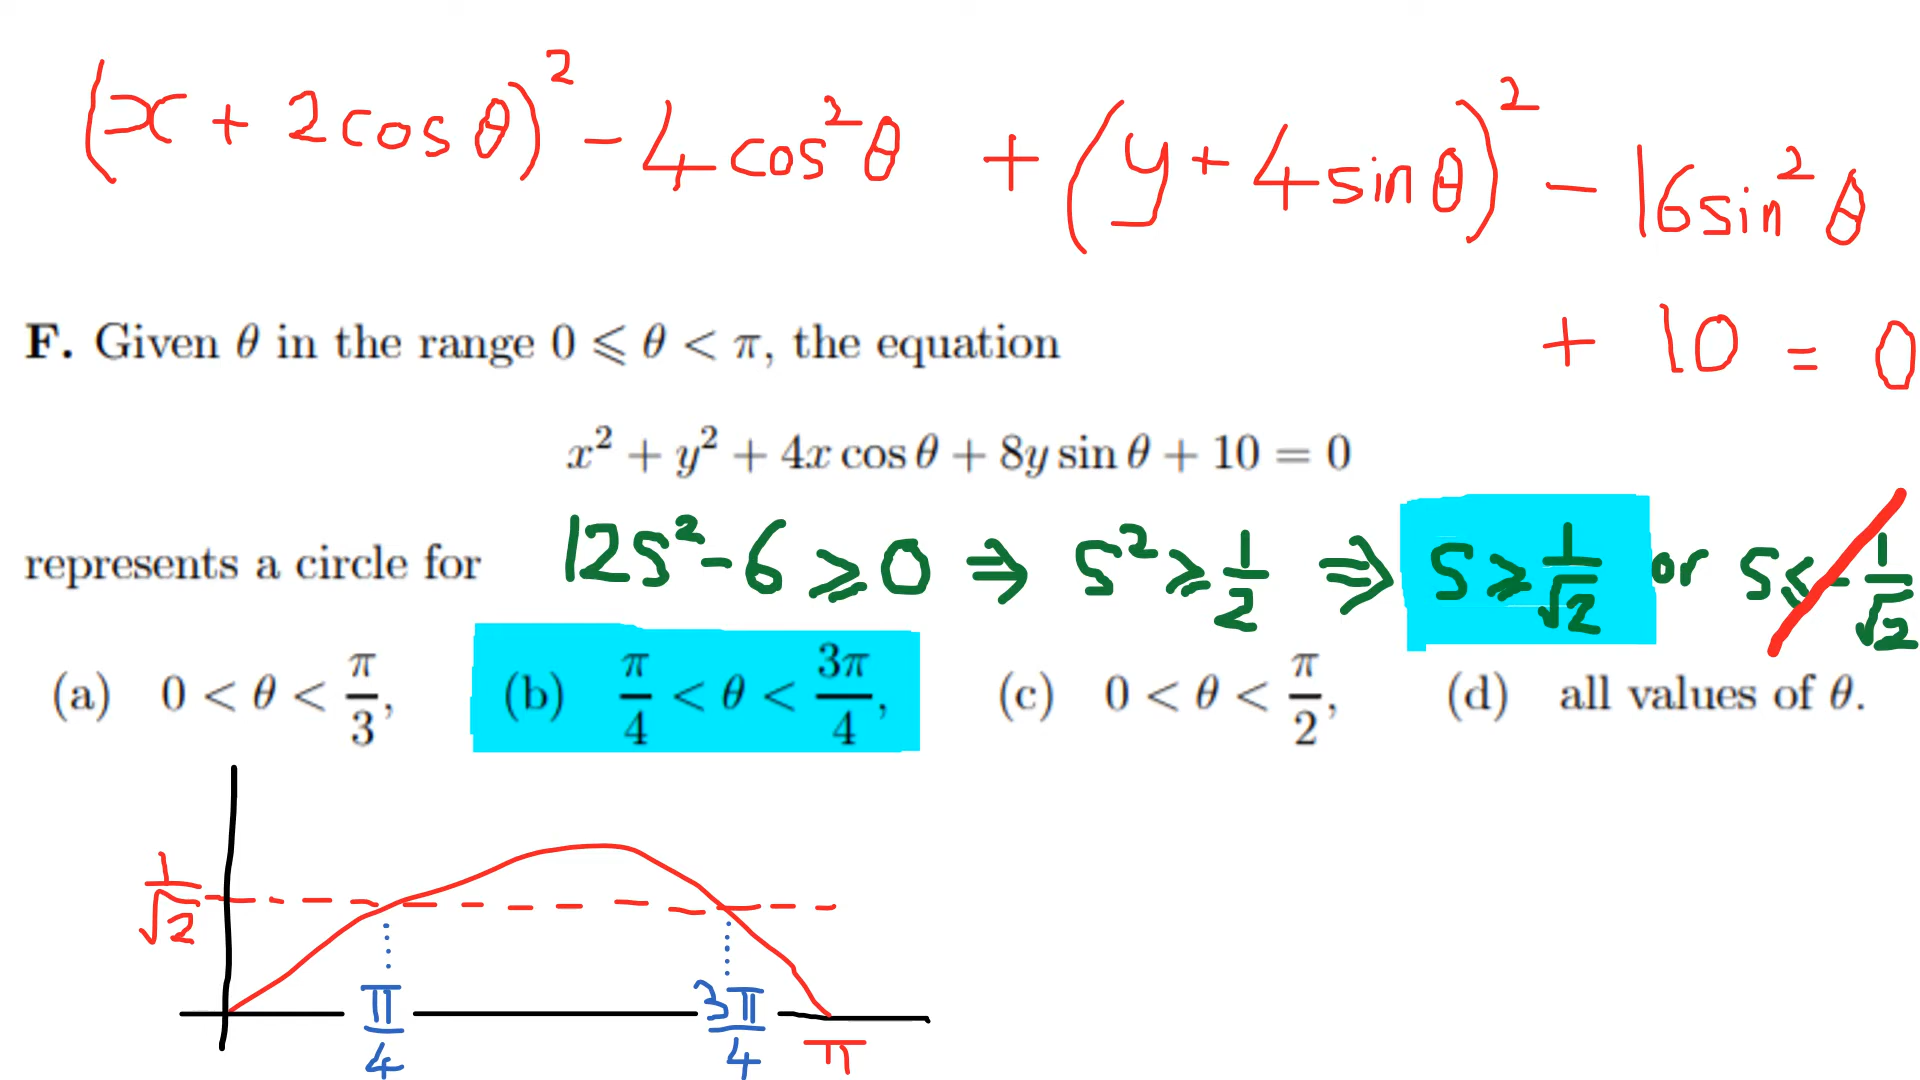 (x + 2cosθ)² - 4cos²θ + (y + 4sinθ)² - 16sin²θ
+ 10 = 0
F. Given θ in the range 0 ⩽ θ < π, the equation
x² + y² + 4x cos θ + 8y sin θ + 10 = 0
represents a circle for 12s² - 6 ⩾ 0 ⇒ s² ⩾ 1/2 ⇒ s ⩾ 1/√2 or s ⩽ -1/√2
(a) 0 < θ < π/3, (b) π/4 < θ < 3π/4, (c) 0 < θ < π/2, (d) all values of θ.
1/√2
π/4 3π/4 π